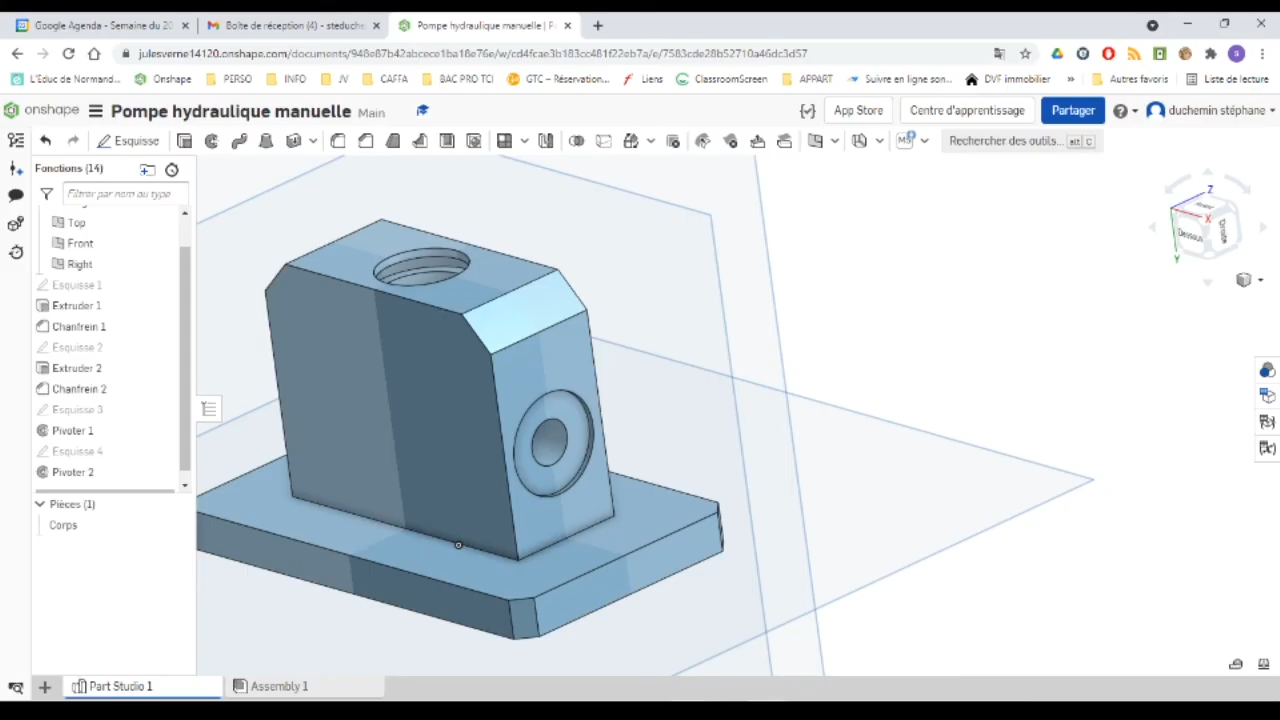 Google Agenda - Semaine du 20
Boîte de réception (4) - steduche
Pompe hydraulique manuelle | P
julesverne14120.onshape.com/documents/948e87b42abcece1ba18e76e/w/cd4fcae3b183cc481f22eb7a/e/7583cde28b52710a46dc3d57
L'Éduc de Normand...
Onshape
PERSO
INFO
JV
CAFFA
BAC PRO TCI
GTC – Réservation...
Liens
ClassroomScreen
APPART
Suivre en ligne son...
DVF immobilier
»
Autres favoris
Liste de lecture
onshape
Pompe hydraulique manuelle
Main
App Store
Centre d'apprentissage
Partager
duchemin stéphane
Esquisse
Rechercher des outils...
alt C
Fonctions (14)
Filtrer par nom ou type
Top
Front
Right
Esquisse 1
Extruder 1
Chanfrein 1
Esquisse 2
Extruder 2
Chanfrein 2
Esquisse 3
Pivoter 1
Esquisse 4
Pivoter 2
Pièces (1)
Corps
Z
X
Y
Dessous
Droite
Part Studio 1
Assembly 1